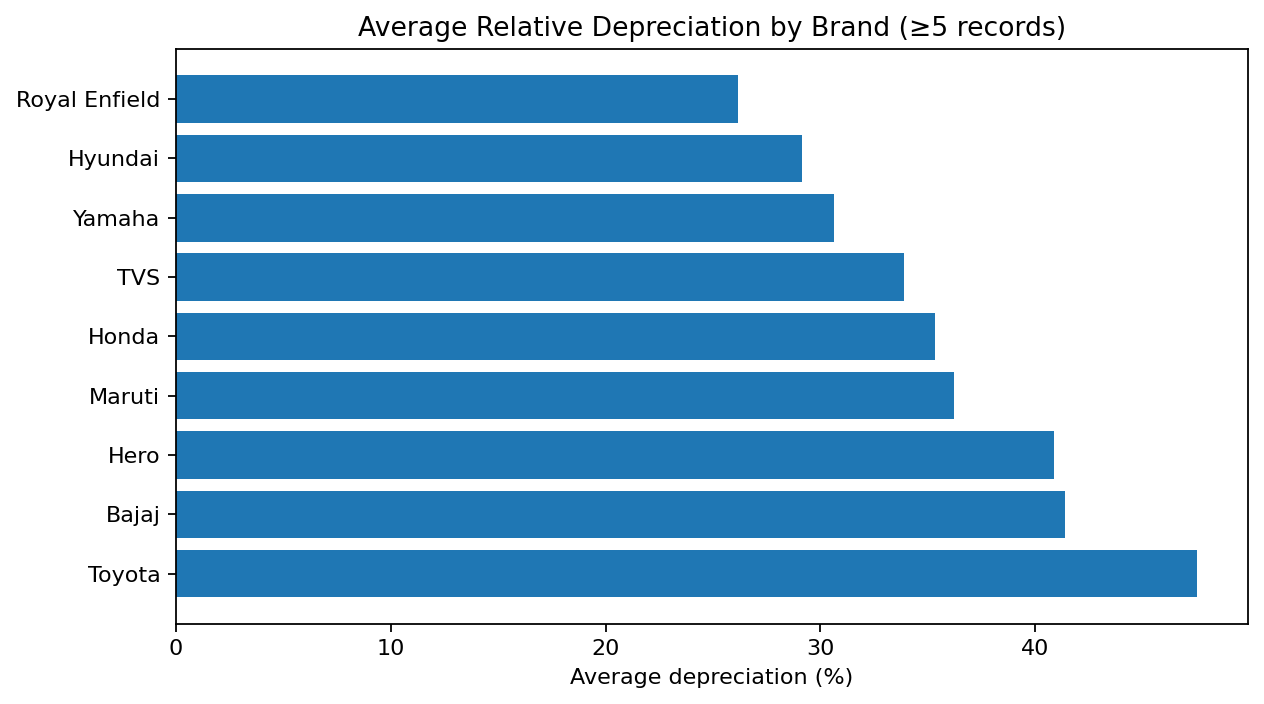 Average Relative Depreciation by Brand (≥5 records)
Royal Enfield
Hyundai
Yamaha
TVS
Honda
Maruti
Hero
Bajaj
Toyota
0 10 20 30 40
Average depreciation (%)